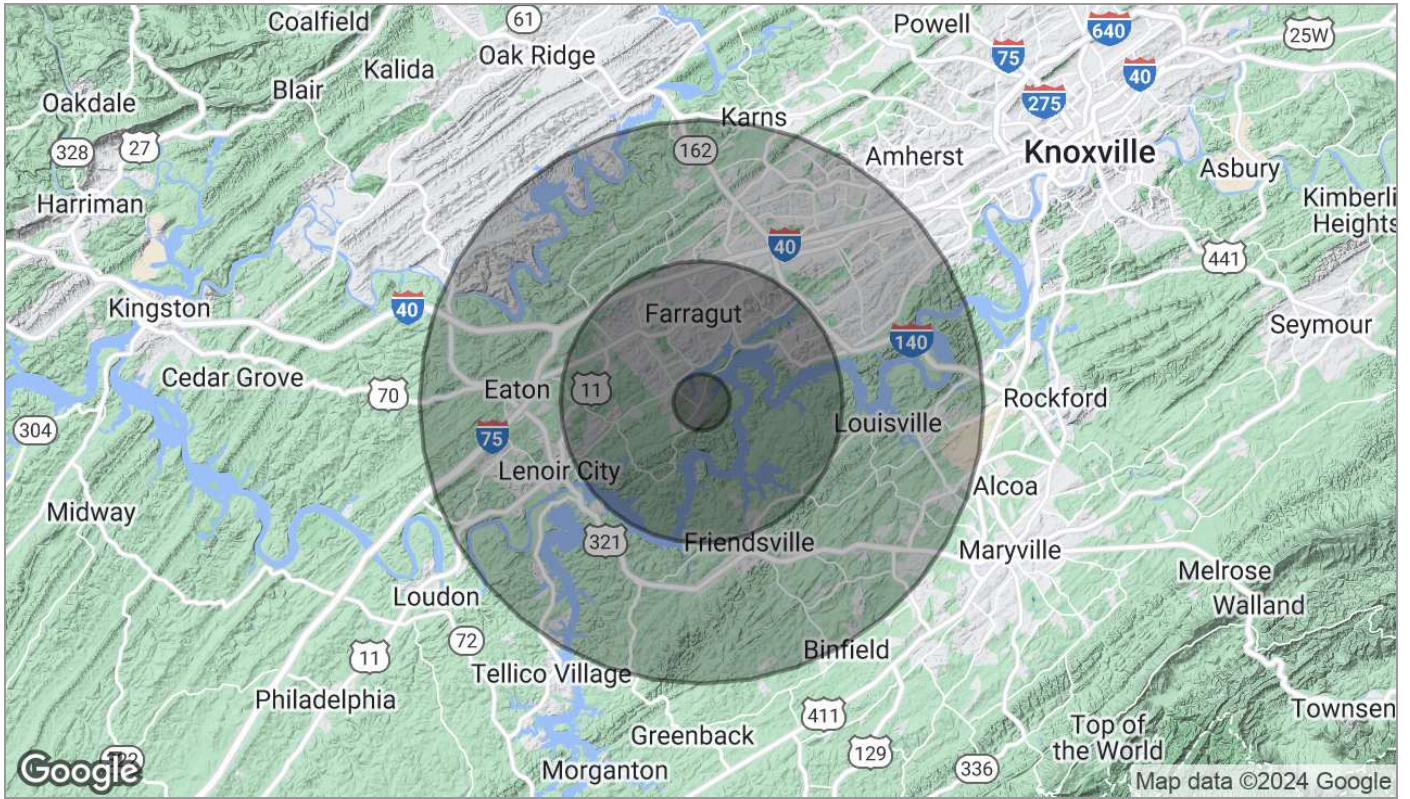 Coalfield
61
Powell
640
25W
Oak Ridge
75
Kalida
40
Blair
275
Oakdale
Karns
328
27
162
Amherst
Knoxville
Asbury
Harriman
Kimberli
Heights
40
441
Kingston
40
Farragut
Seymour
140
Cedar Grove
70
Eaton
11
Rockford
304
75
Louisville
Lenoir City
Alcoa
Midway
321
Friendsville
Maryville
Melrose
Loudon
Walland
72
Binfield
11
Tellico Village
Philadelphia
411
Townsen
Greenback
Top of
the World
129
Morganton
336
Google
Map data ©2024 Google